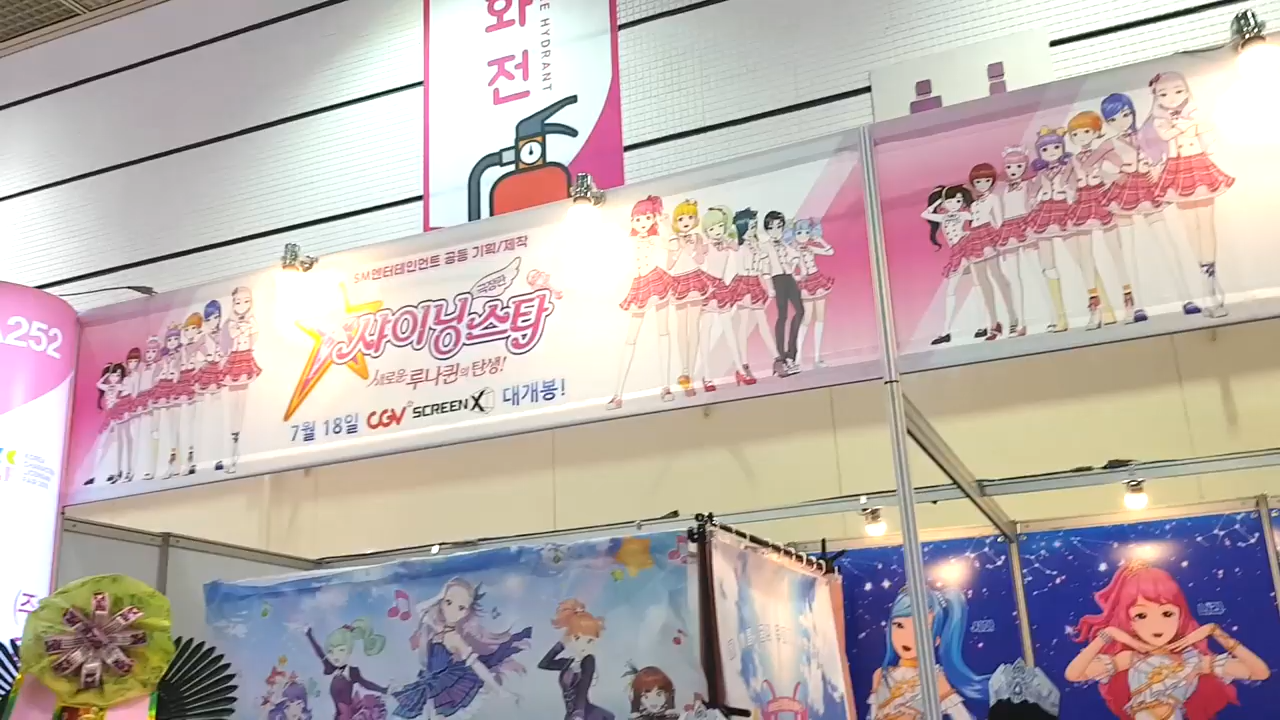 화
전
E HYDRANT
SM엔터테인먼트 공동 기획/제작
극장판
샤이닝스타
새로운 루나퀸의 탄생!
7월 18일 CGV SCREEN X 대개봉!
A252